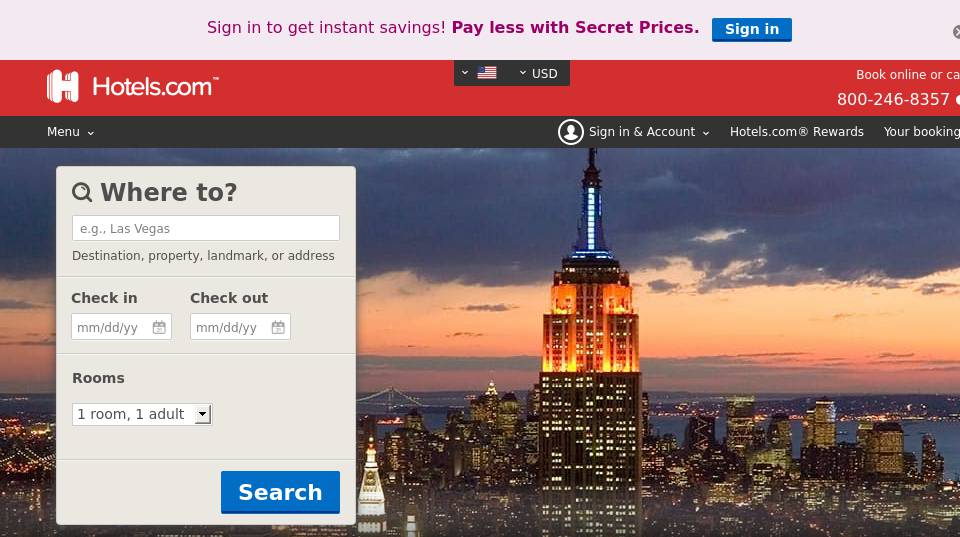 Sign in to get instant savings! Pay less with Secret Prices. Sign in
Hotels.com™
USD
Book online or ca
800-246-8357
Menu
Sign in & Account
Hotels.com® Rewards
Your booking
Where to?
e.g., Las Vegas
Destination, property, landmark, or address
Check in
Check out
mm/dd/yy
mm/dd/yy
Rooms
1 room, 1 adult
Search